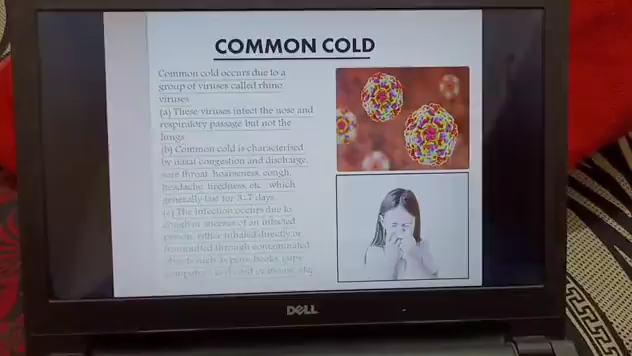 COMMON COLD
Common cold occurs due to a
group of viruses called rhino
viruses
(a) These viruses infect the nose and
respiratory passage but not the
lungs
(b) Common cold is characterised
by nasal congestion and discharge,
sore throat, hoarseness, cough,
headache, tiredness, etc., which
generally last for 3-7 days.
(c) The infection occurs due to
cough or sneezes of an infected
person, either inhaled directly or
transmitted through contaminated
objects such as pens, books, cups,
computer
DELL